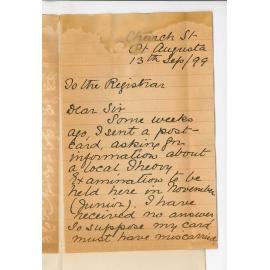 Church St
Pt Augusta
13th Sep/99
To the Registrar
Dear Sir
Some weeks
ago, I sent a post-
card, asking for
information about
a local Theory
Examination to be
held here in November
(Junior). I have
received no answer
so suppose my card
must have miscarried